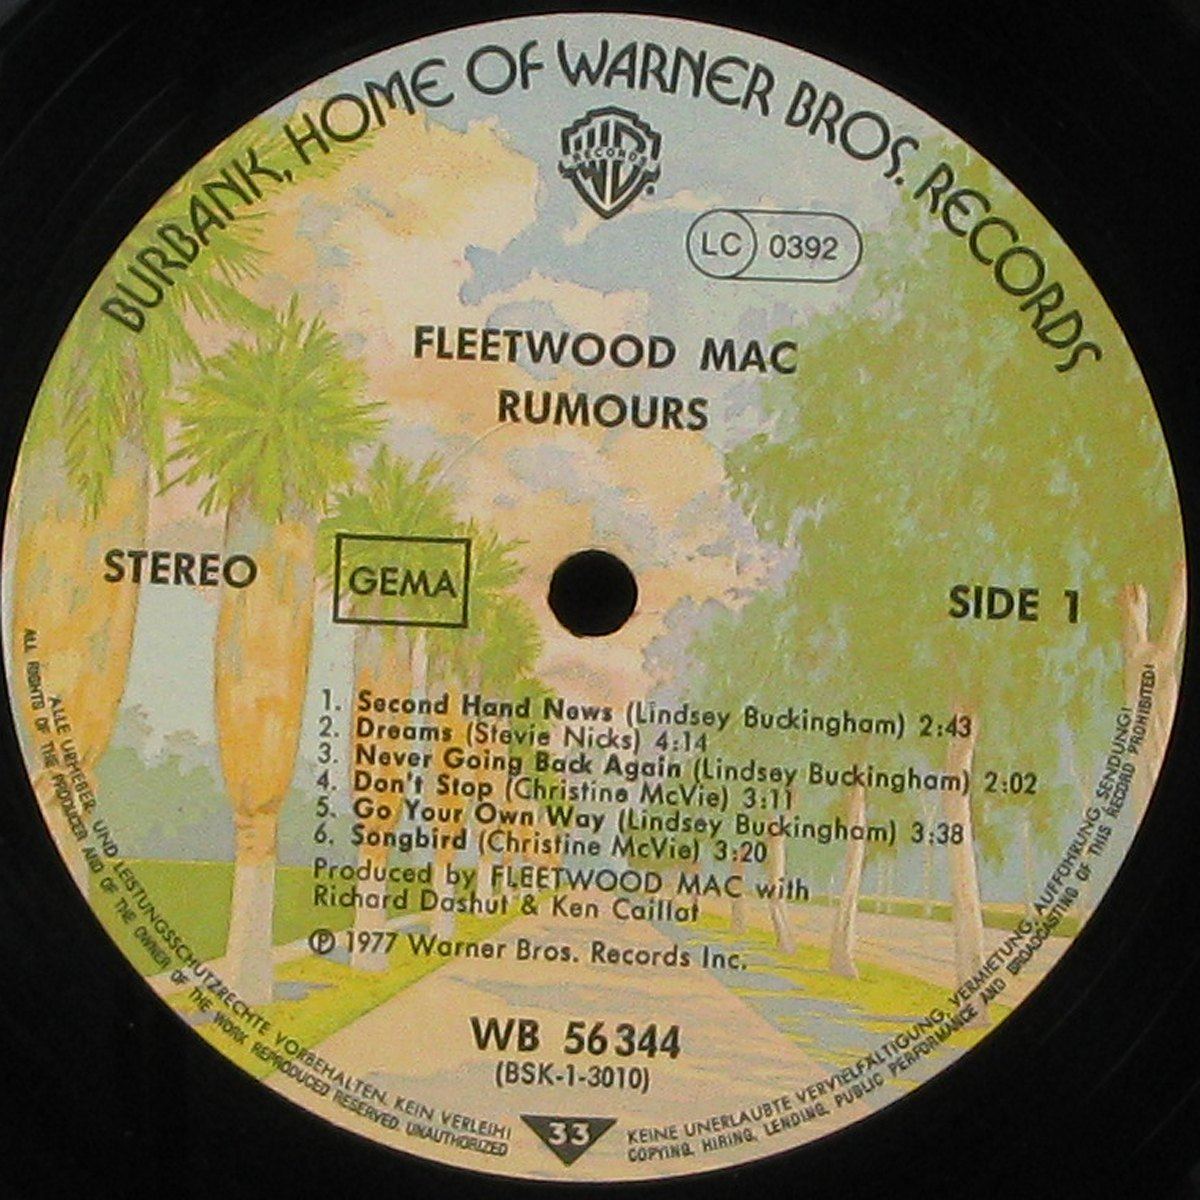 BURBANK, HOME OF WARNER BROS. RECORDS
RECORDS
LC 0392
FLEETWOOD MAC
RUMOURS
STEREO
GEMA
SIDE 1
1. Second Hand News (Lindsey Buckingham) 2:43
2. Dreams (Stevie Nicks) 4:14
3. Never Going Back Again (Lindsey Buckingham) 2:02
4. Don't Stop (Christine McVie) 3:11
5. Go Your Own Way (Lindsey Buckingham) 3:38
6. Songbird (Christine McVie) 3:20
Produced by FLEETWOOD MAC with
Richard Dashut & Ken Caillat
℗ 1977 Warner Bros. Records Inc.
WB 56 344
(BSK-1-3010)
33
ALLE URHEBER- UND LEISTUNGSSCHUTZRECHTE VORBEHALTEN. KEIN VERLEIH!
KEINE UNERLAUBTE VERVIELFÄLTIGUNG, VERMIETUNG, AUFFÜHRUNG, SENDUNG!
ALL RIGHTS OF THE PRODUCER AND OF THE OWNER OF THE WORK REPRODUCED RESERVED. UNAUTHORIZED
COPYING, HIRING, LENDING, PUBLIC PERFORMANCE AND BROADCASTING OF THIS RECORD PROHIBITED!